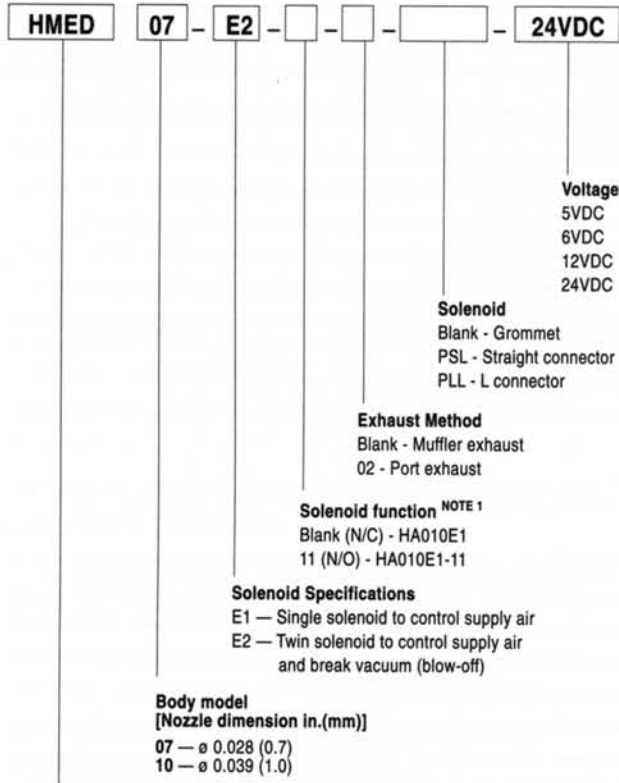 HMED 07 – E2 – – – – 24VDC
Voltage
5VDC
6VDC
12VDC
24VDC
Solenoid
Blank - Grommet
PSL - Straight connector
PLL - L connector
Exhaust Method
Blank - Muffler exhaust
02 - Port exhaust
Solenoid function NOTE 1
Blank (N/C) - HA010E1
11 (N/O) - HA010E1-11
Solenoid Specifications
E1 — Single solenoid to control supply air
E2 — Twin solenoid to control supply air
and break vacuum (blow-off)
Body model
[Nozzle dimension in.(mm)]
07 — ø 0.028 (0.7)
10 — ø 0.039 (1.0)